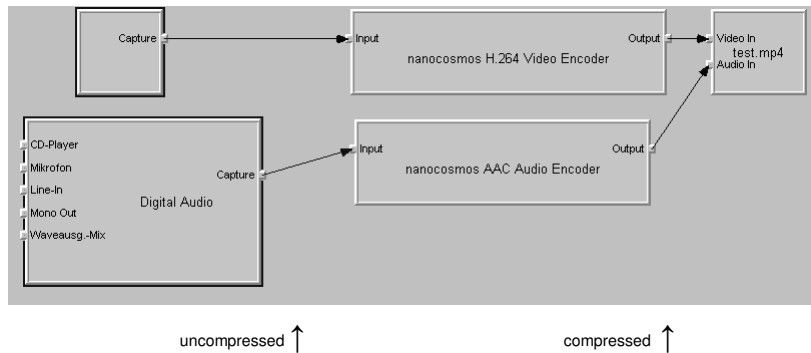 Capture
Input
Output
nanocosmos H.264 Video Encoder
Video In
test.mp4
Audio In
CD-Player
Mikrofon
Line-In
Mono Out
Waveausg.-Mix
Capture
Digital Audio
Input
Output
nanocosmos AAC Audio Encoder
uncompressed ↑
compressed ↑